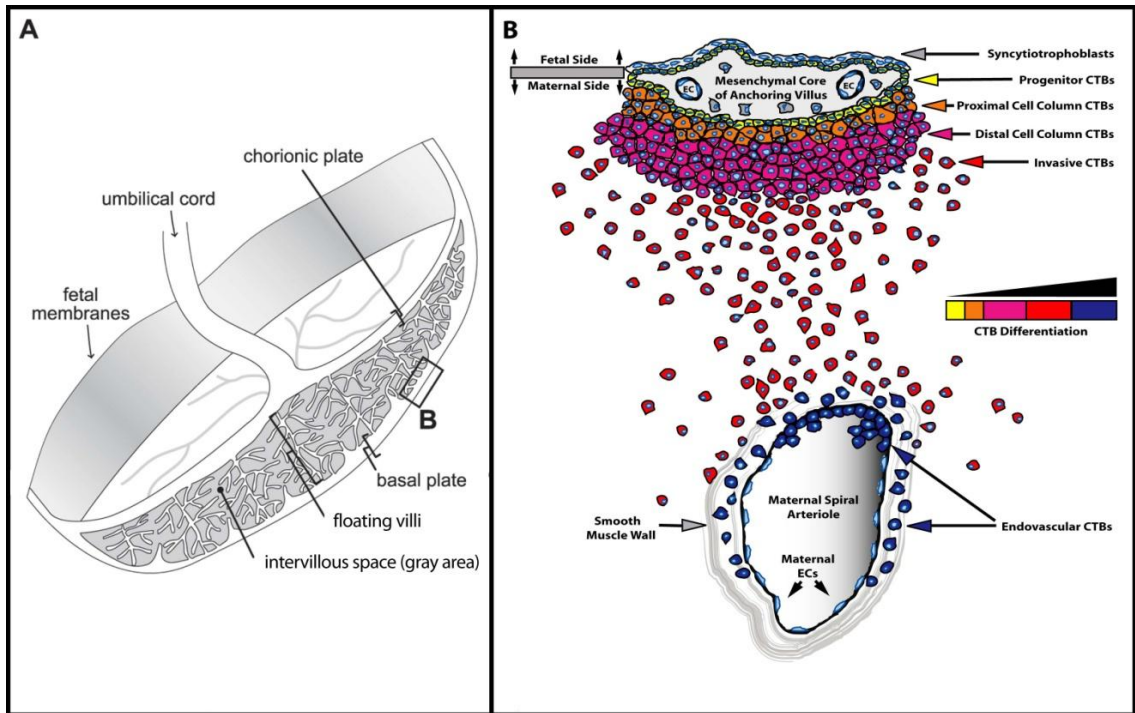 A
chorionic plate
umbilical cord
fetal
membranes
B
basal plate
floating villi
intervillous space (gray area)
B
Fetal Side
Maternal Side
EC
Mesenchymal Core
of Anchoring Villus
EC
Syncytiotrophoblasts
Progenitor CTBs
Proximal Cell Column CTBs
Distal Cell Column CTBs
Invasive CTBs
CTB Differentiation
Maternal Spiral
Arteriole
Smooth
Muscle Wall
Endovascular CTBs
Maternal
ECs